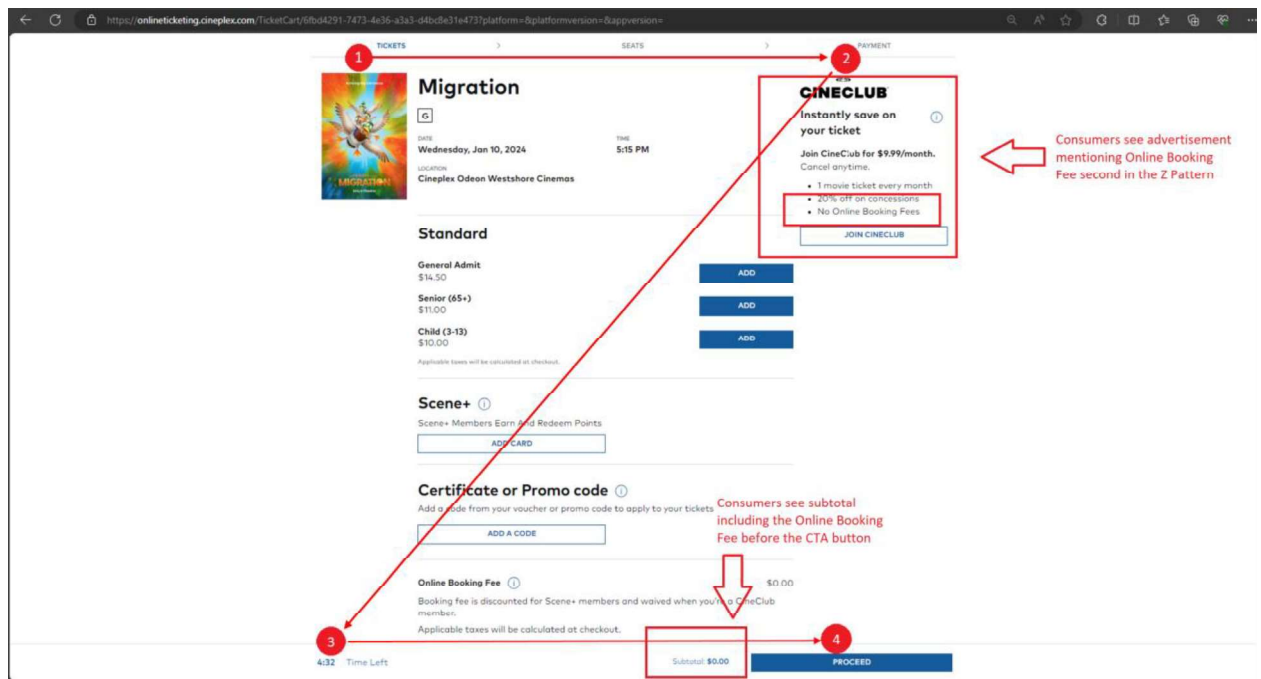 https://onlineticketing.cineplex.com/TicketCart/6fbd4291-7473-4e36-a3a3-d4bc8e31e473?platform=&platformversion=&appversion=
TICKETS > SEATS > PAYMENT
1
2
Migration
G
DATE
Wednesday, Jan 10, 2024
TIME
5:15 PM
LOCATION
Cineplex Odeon Westshore Cinemas
MIGRATION
CINECLUB
Instantly save on
your ticket
Join CineClub for $9.99/month.
Cancel anytime.
• 1 movie ticket every month
• 20% off on concessions
• No Online Booking Fees
JOIN CINECLUB
Consumers see advertisement
mentioning Online Booking
Fee second in the Z Pattern
Standard
General Admit
$14.50
ADD
Senior (65+)
$11.00
ADD
Child (3-13)
$10.00
ADD
Applicable taxes will be calculated at checkout.
Scene+
Scene+ Members Earn And Redeem Points
ADD CARD
Certificate or Promo code
Add a code from your voucher or promo code to apply to your tickets
ADD A CODE
Consumers see subtotal
including the Online Booking
Fee before the CTA button
Online Booking Fee $0.00
Booking fee is discounted for Scene+ members and waived when you're a CineClub
member.
Applicable taxes will be calculated at checkout.
3
4
4:32 Time Left
Subtotal: $0.00
PROCEED